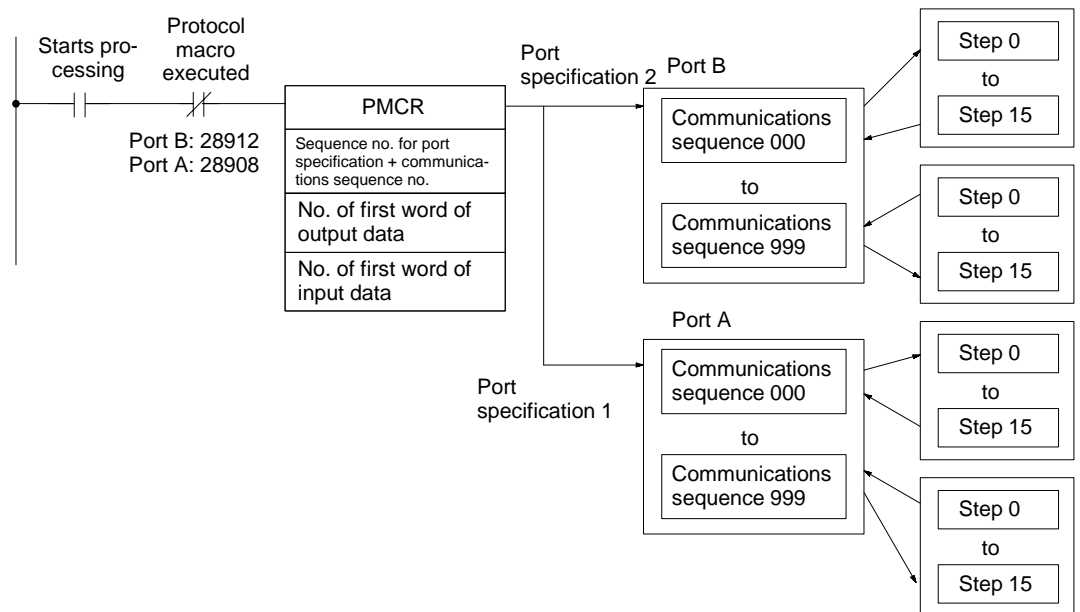 Starts pro-
cessing
Protocol
macro
executed
Port B: 28912
Port A: 28908
PMCR
Sequence no. for port
specification + communica-
tions sequence no.
No. of first word of
output data
No. of first word of
input data
Port
specification 2
Port B
Communications
sequence 000
to
Communications
sequence 999
Step 0
to
Step 15
Step 0
to
Step 15
Port
specification 1
Port A
Communications
sequence 000
to
Communications
sequence 999
Step 0
to
Step 15
Step 0
to
Step 15